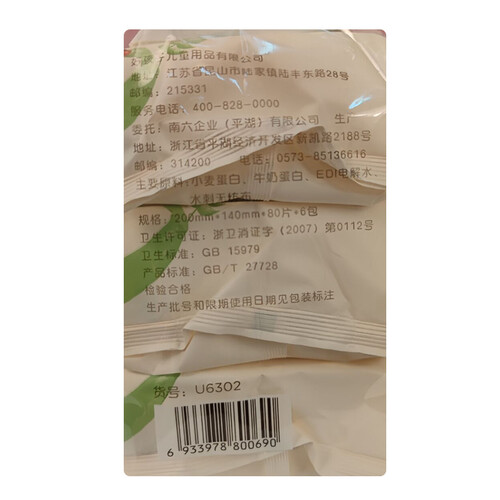 好孩子儿童用品有限公司
地址：江苏省昆山市陆家镇陆丰东路28号
邮编：215331
服务电话：400-828-0000
委托：南六企业（平湖）有限公司 生产
地址：浙江省平湖经济开发区新凯路2188号
邮编：314200 电话：0573-85136616
主要原料：小麦蛋白、牛奶蛋白、EDI电解水、
水刺无纺布
规格：200mm*140mm*80片*6包
卫生许可证：浙卫消证字（2007）第0112号
卫生标准：GB 15979
产品标准：GB/T 27728
检验合格
生产批号和限期使用日期见包装标注
货号：U6302
6 933978 800690